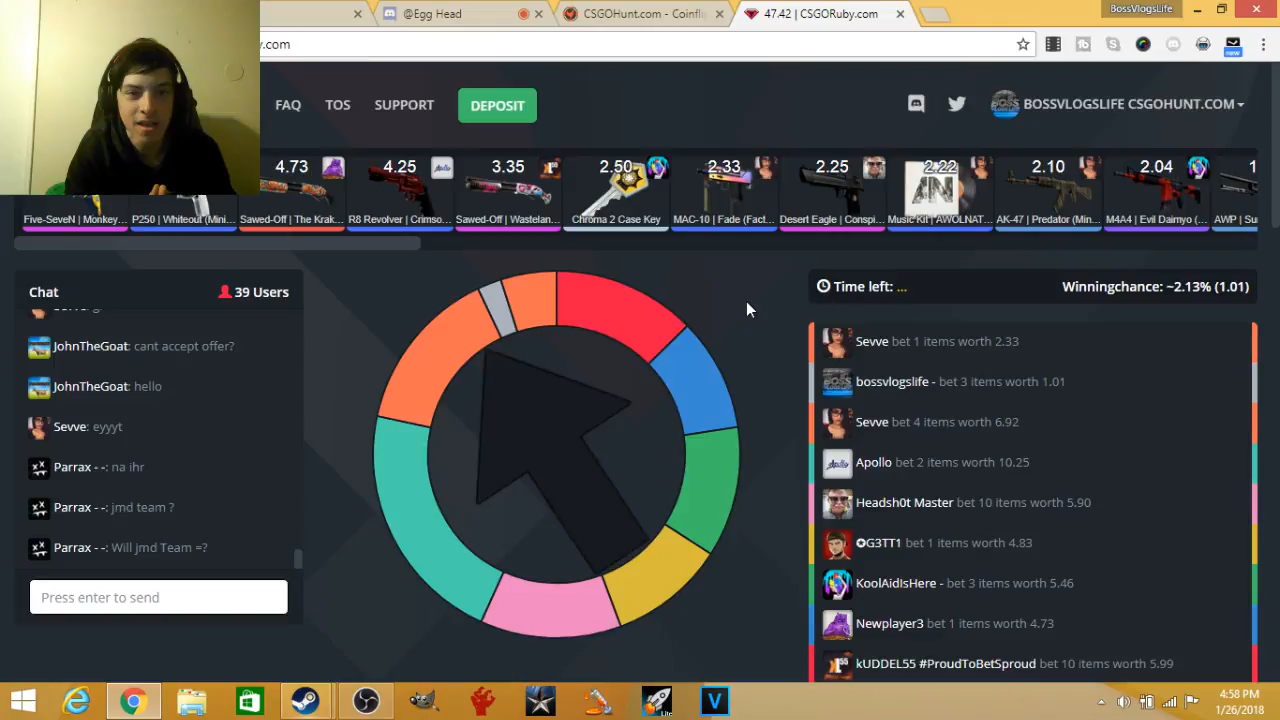 @Egg Head
CSGOHunt.com - Coinfli
47.42 | CSGORuby.com
BossVlogsLife
y.com
new
FAQ
TOS
SUPPORT
DEPOSIT
BOSSVLOGSLIFE CSGOHUNT.COM
4.73
4.25
3.35
2.50
2.33
2.25
2.22
2.10
2.04
1
Five-SeveN | Monkey...
P250 | Whiteout (Mini...
Sawed-Off | The Krak...
R8 Revolver | Crimso...
Sawed-Off | Wastelan...
Chroma 2 Case Key
MAC-10 | Fade (Fact...
Desert Eagle | Conspi...
Music Kit | AWOLNAT...
AK-47 | Predator (Min...
M4A4 | Evil Daimyo (...
AWP | Su
Chat
39 Users
JohnTheGoat: cant accept offer?
JohnTheGoat: hello
Sevve: eyyyt
Parrax - -: na ihr
Parrax - -: jmd team ?
Parrax - -: Will jmd Team =?
Press enter to send
Time left: ...
Winningchance: ~2.13% (1.01)
Sevve bet 1 items worth 2.33
bossvlogslife - bet 3 items worth 1.01
Sevve bet 4 items worth 6.92
Apollo bet 2 items worth 10.25
Headsh0t Master bet 10 items worth 5.90
✪G3TT1 bet 1 items worth 4.83
KoolAidIsHere - bet 3 items worth 5.46
Newplayer3 bet 1 items worth 4.73
kUDDEL55 #ProudToBetSproud bet 10 items worth 5.99
4:58 PM
1/26/2018